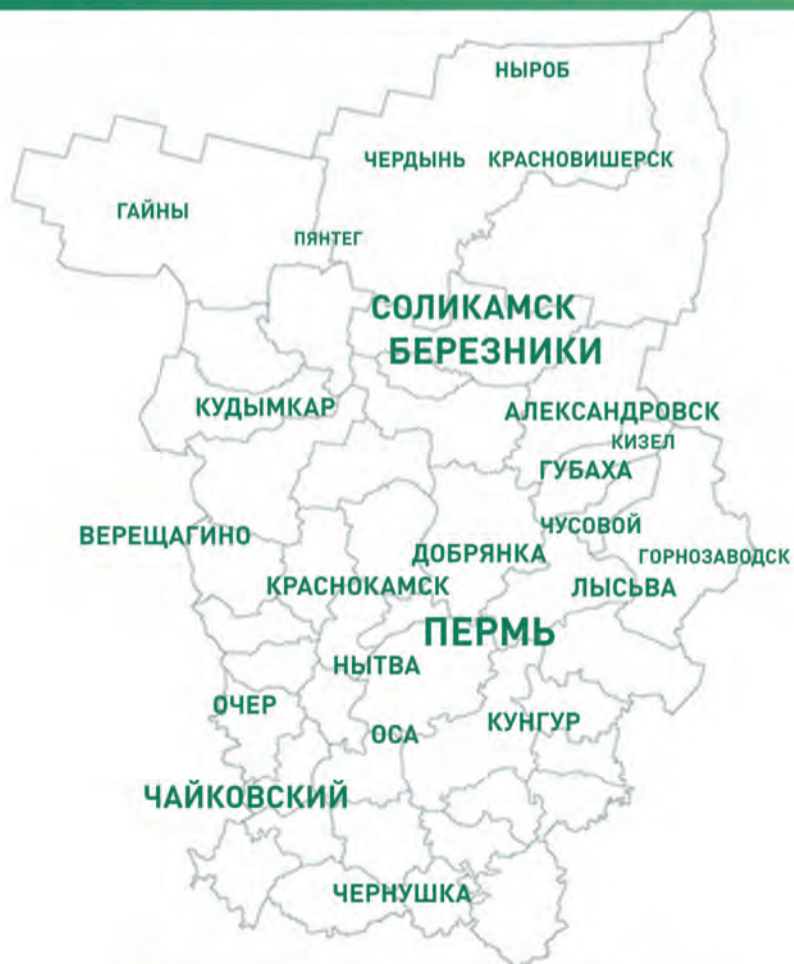 НЫРОБ
ЧЕРДЫНЬ КРАСНОВИШЕРСК
ГАЙНЫ
ПЯНТЕГ
СОЛИКАМСК
БЕРЕЗНИКИ
КУДЫМКАР
АЛЕКСАНДРОВСК
КИЗЕЛ
ГУБАХА
ЧУСОВОЙ
ВЕРЕЩАГИНО
ДОБРЯНКА
ГОРНОЗАВОДСК
КРАСНОКАМСК
ЛЫСЬВА
ПЕРМЬ
НЫТВА
ОЧЕР
КУНГУР
ОСА
ЧАЙКОВСКИЙ
ЧЕРНУШКА